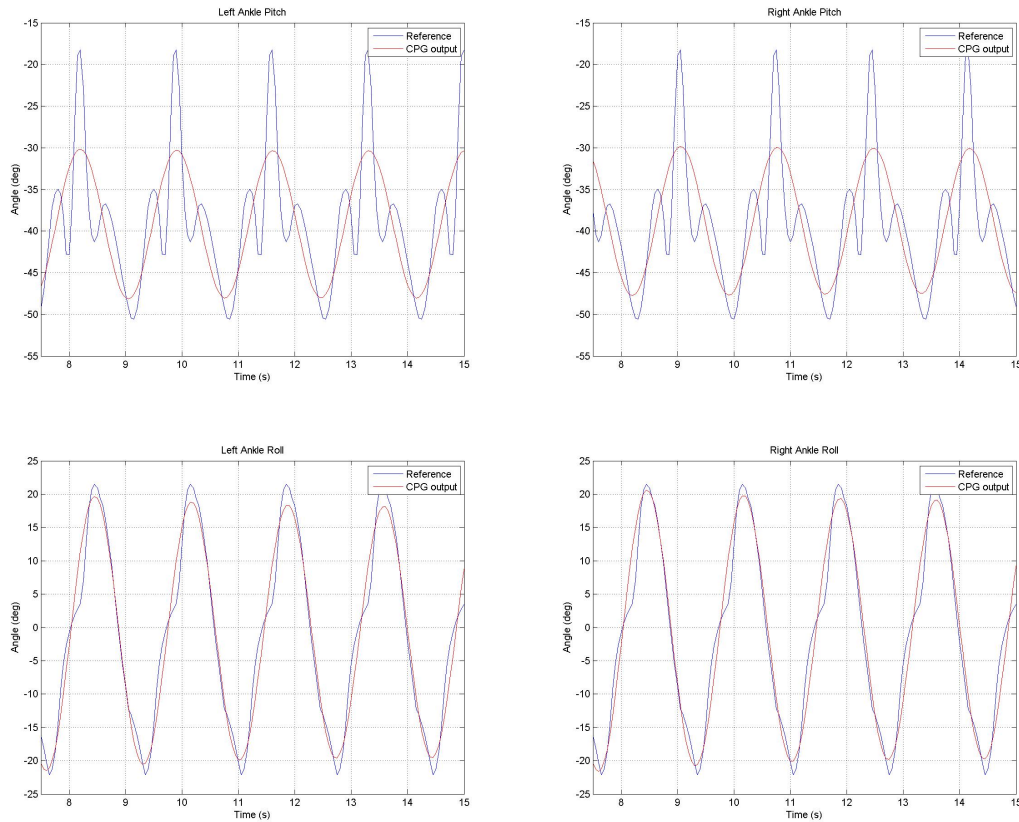 Left Ankle Pitch
Reference
CPG output
-15
-20
-25
-30
-35
-40
-45
-50
-55
Angle (deg)
8 9 10 11 12 13 14 15
Time (s)
Right Ankle Pitch
Reference
CPG output
-15
-20
-25
-30
-35
-40
-45
-50
-55
Angle (deg)
8 9 10 11 12 13 14 15
Time (s)
Left Ankle Roll
Reference
CPG output
25
20
15
10
5
0
-5
-10
-15
-20
-25
Angle (deg)
8 9 10 11 12 13 14 15
Time (s)
Right Ankle Roll
Reference
CPG output
25
20
15
10
5
0
-5
-10
-15
-20
-25
Angle (deg)
8 9 10 11 12 13 14 15
Time (s)